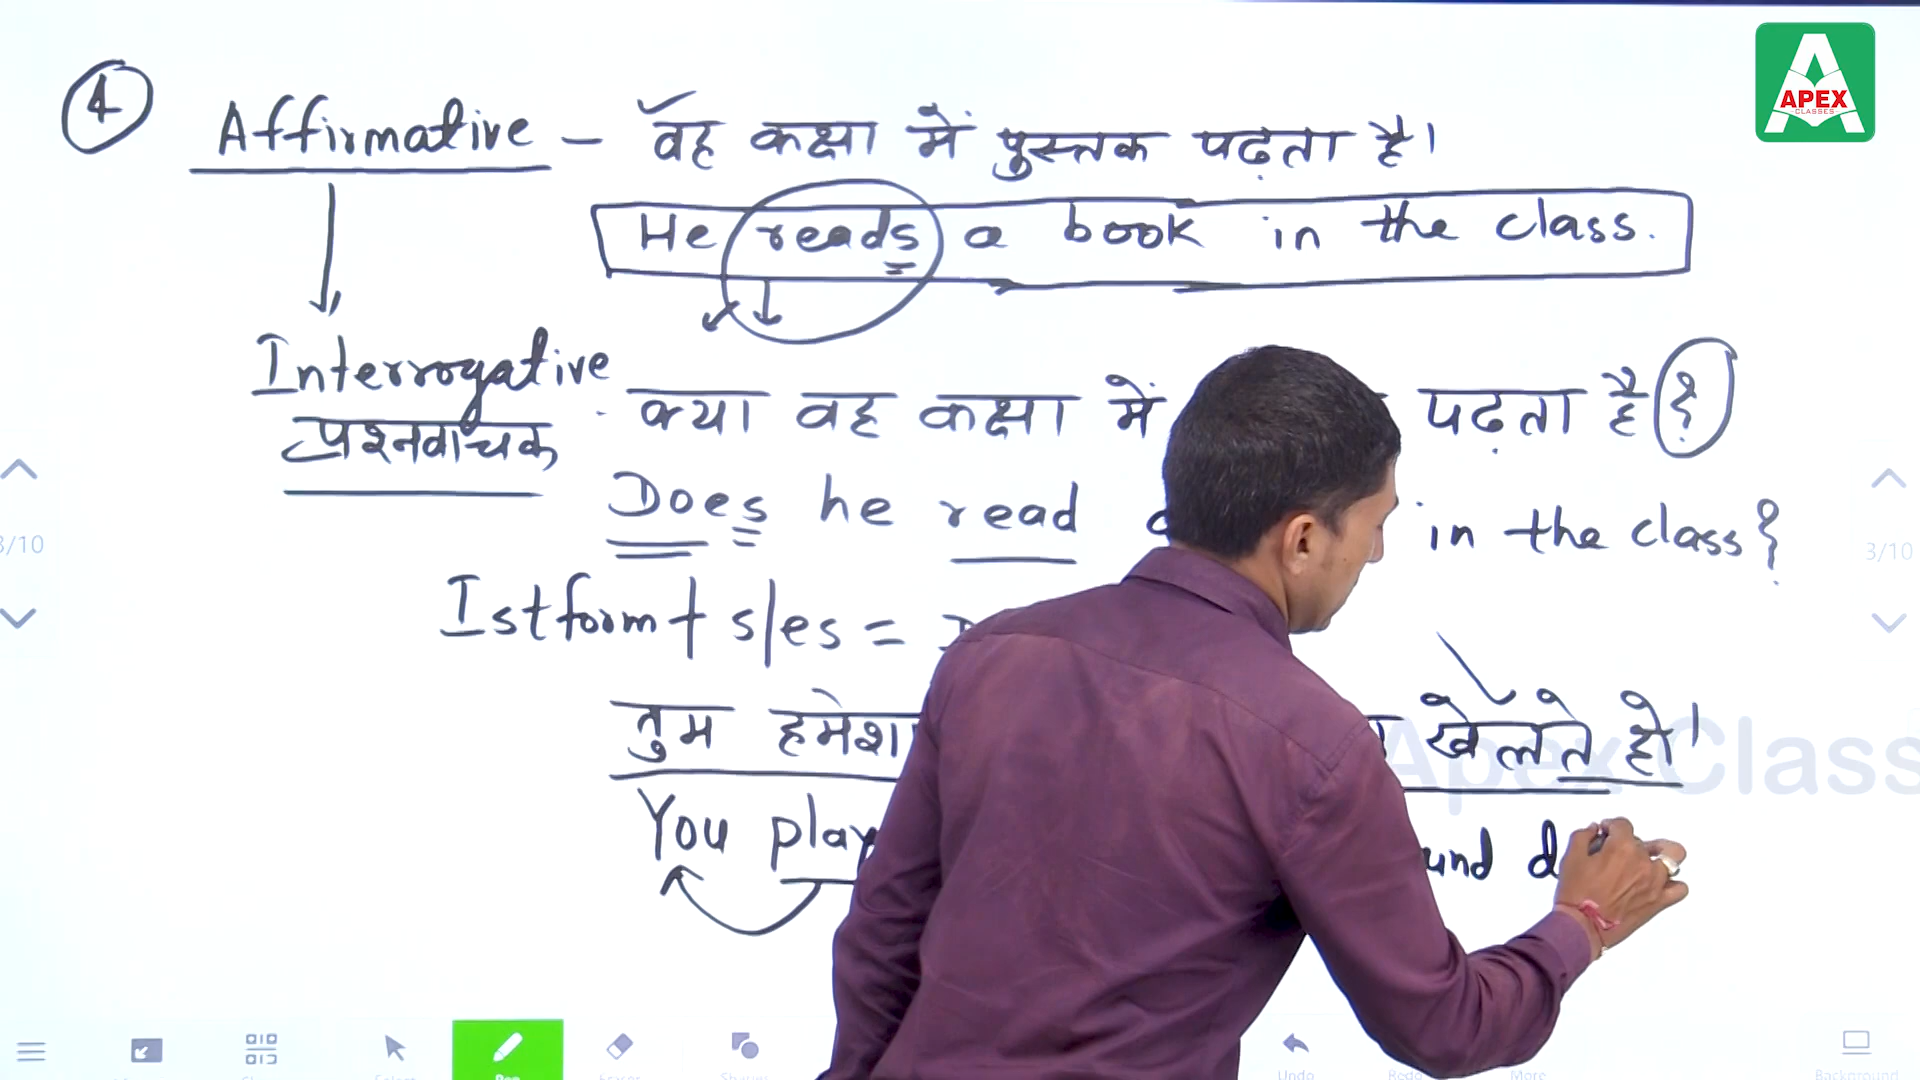 4 Affirmative – वह कक्षा में पुस्तक पढ़ता है।
He reads a book in the class.
Interrogative
प्रश्नवाचक
क्या वह कक्षा में पढ़ता है ?
Does he read in the class?
Ist form + s/es =
तुम हमेशा खेलते हो।
You play
APEX
CLASSES
Apex Class
3/10
3/10
Undo Redo More Background